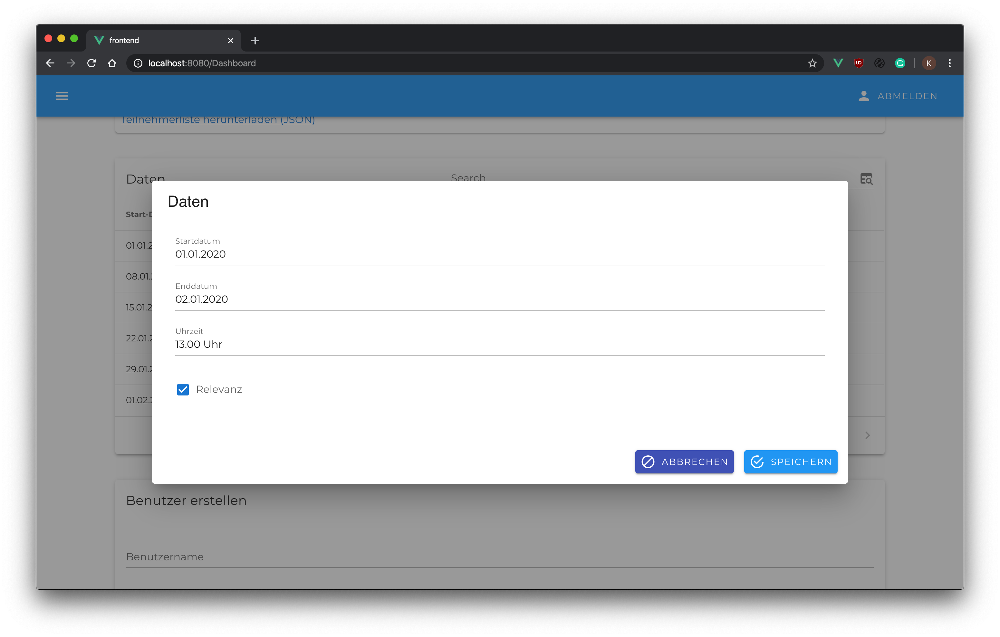 frontend
localhost:8080/Dashboard
K
ABMELDEN
Teilnehmerliste herunterladen (JSON)
Daten
Search
Start-D
Daten
Startdatum
01.01.2020
Enddatum
02.01.2020
Uhrzeit
13.00 Uhr
Relevanz
01.01.2
08.01.2
15.01.2
22.01.2
29.01.2
01.02.2
ABBRECHEN
SPEICHERN
Benutzer erstellen
Benutzername